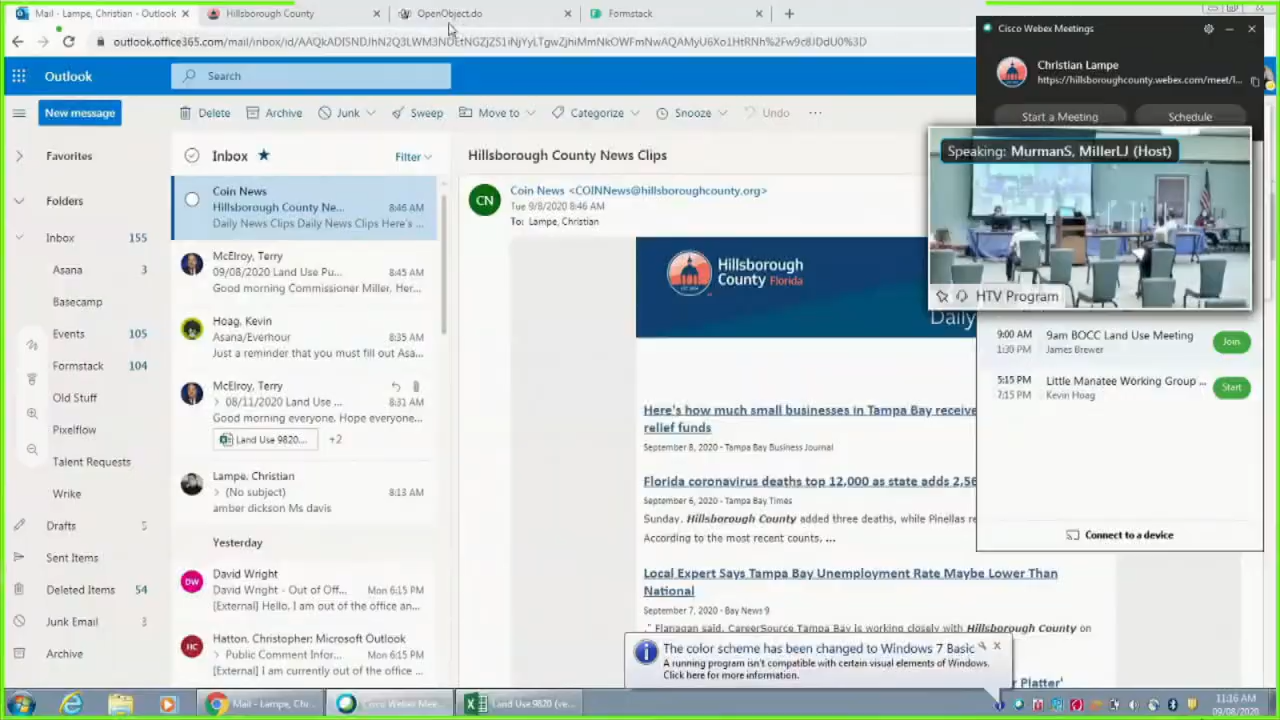 Mail - Lampe, Christian - Outlook
Hillsborough County
OpenObject.do
Formstack
Outlook
Search
New message
Delete
Archive
Junk
Sweep
Move to
Categorize
Snooze
Undo
Favorites
Folders
Inbox 155
Asana 3
Basecamp
Events 105
Formstack 104
Old Stuff
Pixelflow
Talent Requests
Wrike
Drafts 5
Sent Items
Deleted Items 54
Junk Email 3
Archive
Inbox
Filter
Coin News
Hillsborough County Ne... 8:46 AM
Daily News Clips Daily News Clips Here's ...
McElroy, Terry
09/08/2020 Land Use Pu... 8:45 AM
Good morning Commissioner Miller. Her...
Hoag, Kevin
Asana/Everhour 8:35 AM
Just a reminder that you must fill out Asa...
McElroy, Terry
> 08/11/2020 Land Use ... 8:31 AM
Good morning everyone. Hope everyone...
Land Use 9820...
+2
Lampe, Christian
> (No subject) 8:13 AM
amber dickson Ms davis
Yesterday
DW
David Wright
David Wright - Out of Off... Mon 6:15 PM
[External] Hello, I am out of the office an...
HC
Hatton, Christopher: Microsoft Outlook
> Public Comment Infor... Mon 6:15 PM
[External] I am currently out of the office ...
Hillsborough County News Clips
CN
Coin News <COINNews@hillsboroughcounty.org>
Tue 9/8/2020 8:46 AM
To: Lampe, Christian
Hillsborough
County Florida
Daily
Here's how much small businesses in Tampa Bay receive
relief funds
September 8, 2020 - Tampa Bay Business Journal
Florida coronavirus deaths top 12,000 as state adds 2,56
September 6, 2020 - Tampa Bay Times
Sunday. Hillsborough County added three deaths, while Pinellas re
According to the most recent counts, ...
Local Expert Says Tampa Bay Unemployment Rate Maybe Lower Than
National
September 7, 2020 - Bay News 9
." Flanagan said. CareerSource Tampa Bay is working closely with Hillsborough County on
r Platter'
Cisco Webex Meetings
Christian Lampe
https://hillsboroughcounty.webex.com/meet/l...
Start a Meeting
Schedule
Speaking: MurmanS, MillerLJ (Host)
HTV Program
9:00 AM 9am BOCC Land Use Meeting
1:30 PM James Brewer
Join
5:15 PM Little Manatee Working Group ...
7:15 PM Kevin Hoag
Start
Connect to a device
The color scheme has been changed to Windows 7 Basic
A running program isn't compatible with certain visual elements of Windows.
Click here for more information.
Mail - Lampe, Chri...
Cisco Webex Mee...
Land Use 9820 (ve...
11:16 AM
09/08/2020